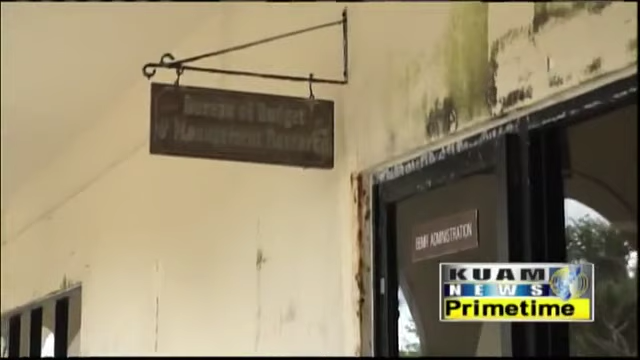 Bureau of Budget
& Management Research
BBMR ADMINISTRATION
KUAM
NEWS
Primetime